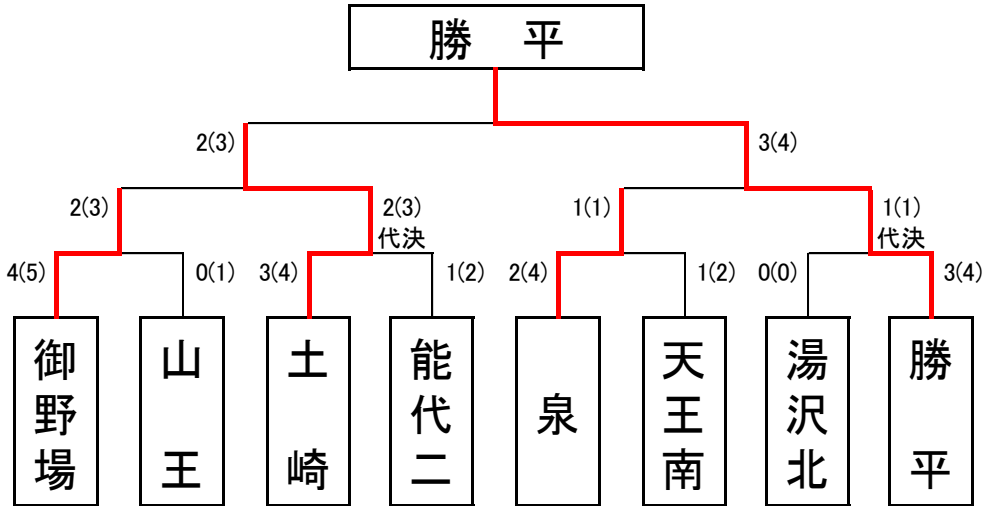 勝 平
2(3) 3(4)
2(3) 2(3) 1(1) 1(1)
代決 代決
4(5) 0(1) 3(4) 1(2) 2(4) 1(2) 0(0) 3(4)
御野場
山王
土崎
能代二
泉
天王南
湯沢北
勝平